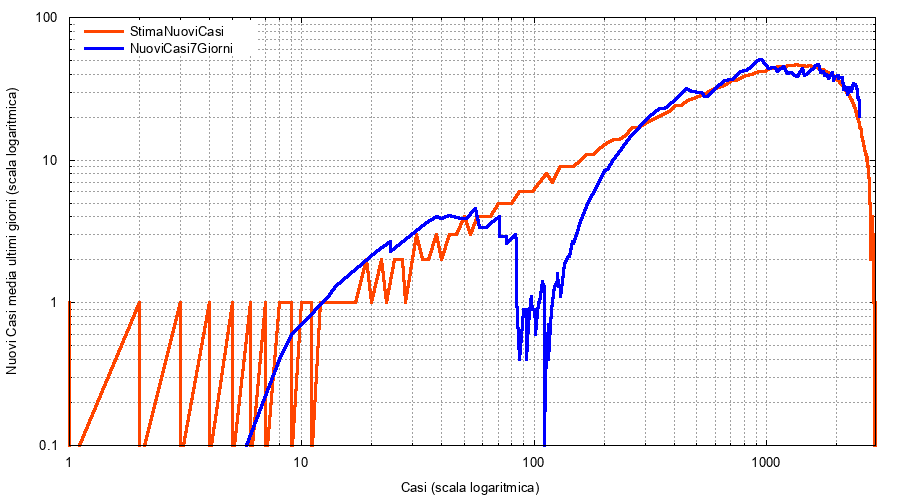 100
StimaNuoviCasi
NuoviCasi7Giorni
10
1
0.1
1
10
100
1000
Nuovi Casi media ultimi giorni (scala logaritmica)
Casi (scala logaritmica)